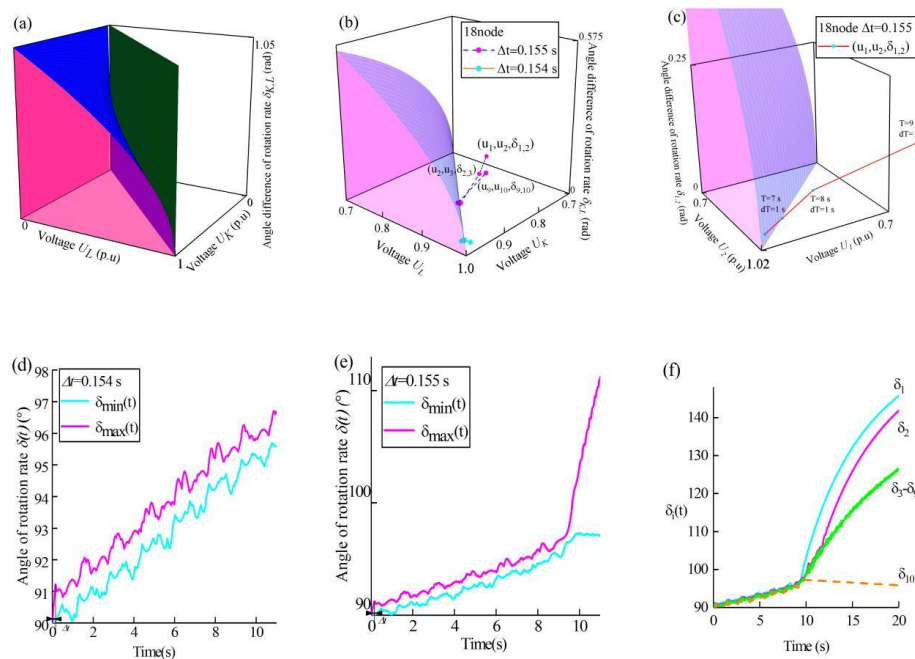 (a)
1.05
Angle difference of rotation rate δK,L (rad)
0
0
Voltage UL (p.u)
1
Voltage UK (p.u)
(b)
18node
Δt=0.155 s
Δt=0.154 s
0.575
Angle difference of rotation rate δK,L (rad)
(u1,u2,δ1,2)
(u2,u3,δ2,3)
(u9,u10,δ9,10)
0
0.7
0.7
0.8
0.8
0.9
0.9
1.0
Voltage UL
Voltage UK
(c)
18node Δt=0.155
(u1,u2,δ1,2)
0.25
Angle difference of rotation rate δ1,2 (rad)
T=9
T=7 s
dT=1 s
T=8 s
dT=1 s
0
0.7
0.7
Voltage U2 (p.u)
Voltage U1 (p.u)
1.02
(d)
Δt=0.154 s
δmin(t)
δmax(t)
Angle of rotation rate δ(t) (°)
98
97
96
95
94
93
92
91
90
Δt
0
2
4
6
8
10
Time(s)
(e)
Δt=0.155 s
δmin(t)
δmax(t)
Angle of rotation rate δ(t) (°)
110
100
90
Δt
0
2
4
6
8
10
Time(s)
(f)
δ1
δ2
δ10
δi(t)
140
130
120
110
100
90
0
5
10
15
20
Time (s)